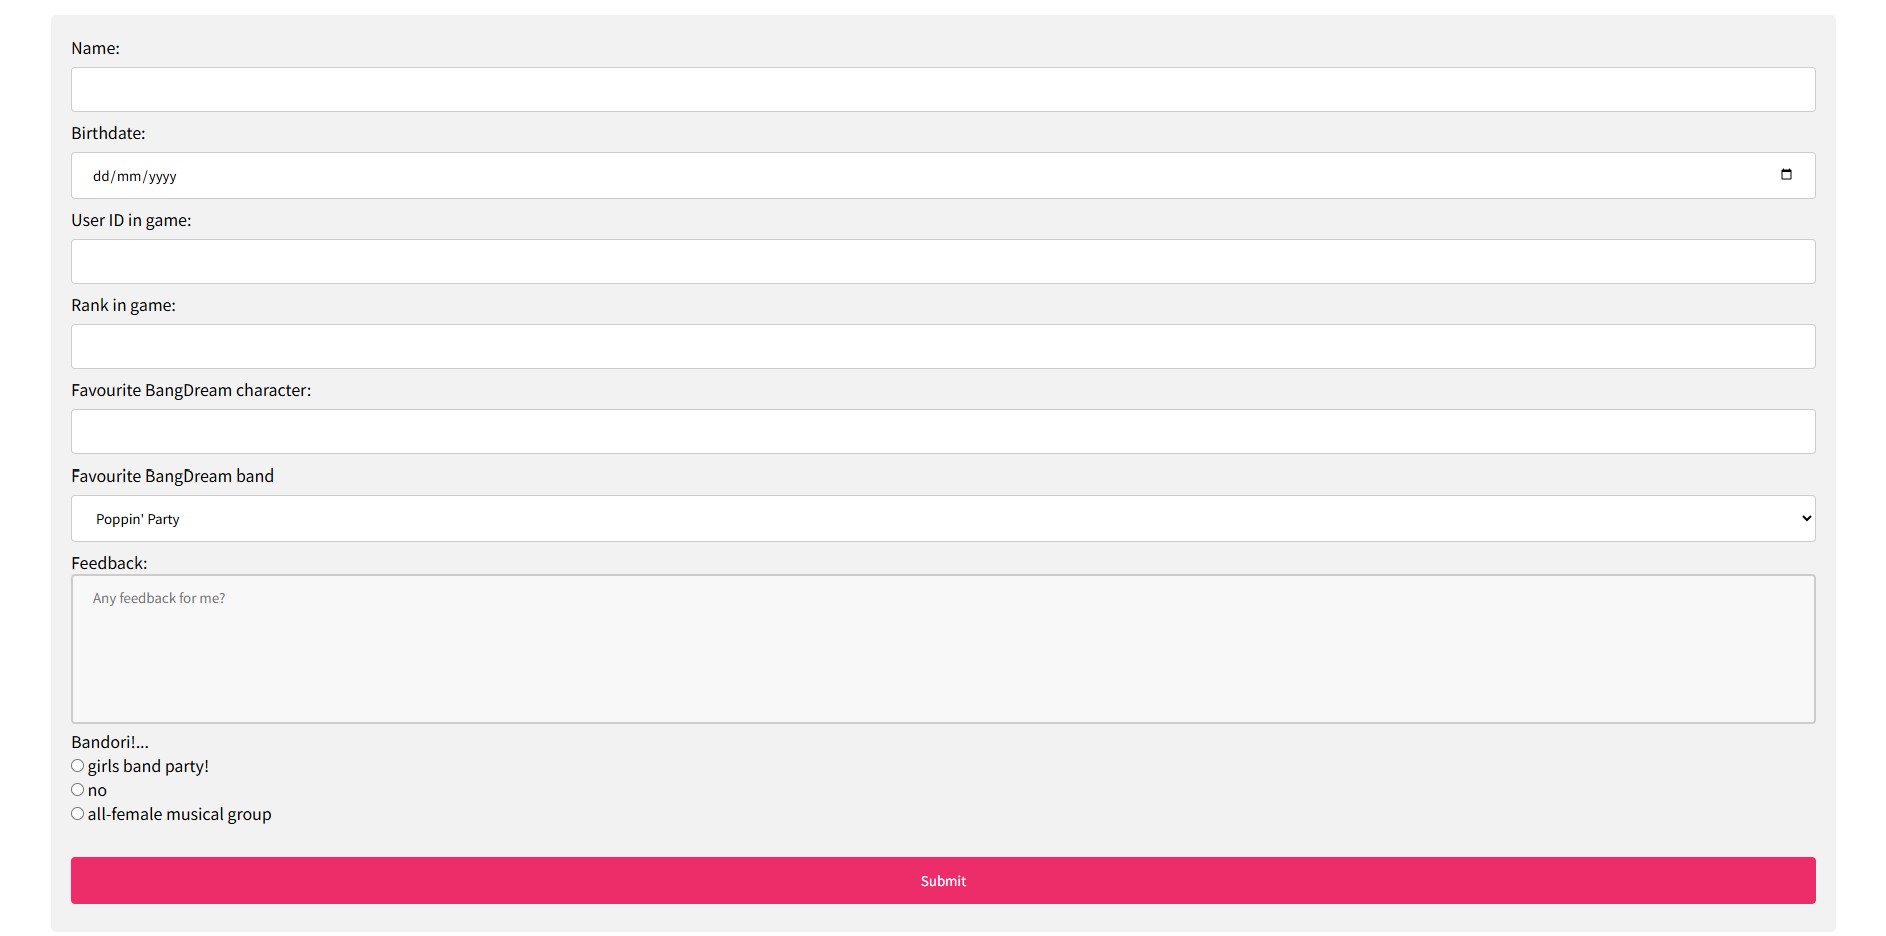 Name:
Birthdate:
dd/mm/yyyy
User ID in game:
Rank in game:
Favourite BangDream character:
Favourite BangDream band
Poppin' Party
Feedback:
Any feedback for me?
Bandori!...
girls band party!
no
all-female musical group
Submit